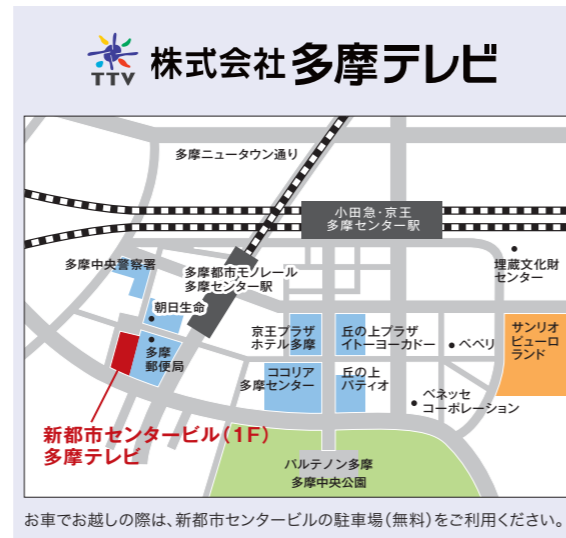 TTV
株式会社多摩テレビ
多摩ニュータウン通り
小田急・京王
多摩センター駅
多摩中央警察署
多摩都市モノレール
多摩センター駅
埋蔵文化財
センター
朝日生命
多摩
郵便局
京王プラザ
ホテル多摩
丘の上プラザ
イトーヨーカドー
ベベリ
サンリオ
ピューロ
ランド
ココリア
多摩センター
丘の上
パティオ
ベネッセ
コーポレーション
新都市センタービル(1F)
多摩テレビ
パルテノン多摩
多摩中央公園
お車でお越しの際は、新都市センタービルの駐車場(無料)をご利用ください。